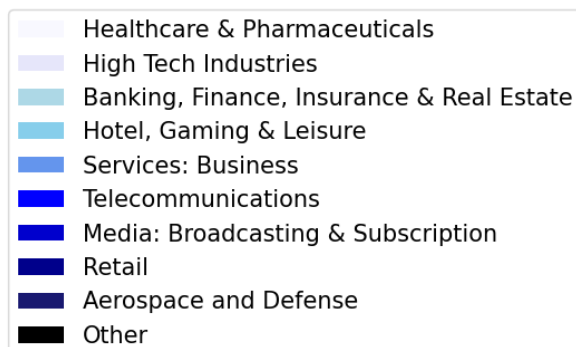 Healthcare & Pharmaceuticals
High Tech Industries
Banking, Finance, Insurance & Real Estate
Hotel, Gaming & Leisure
Services: Business
Telecommunications
Media: Broadcasting & Subscription
Retail
Aerospace and Defense
Other